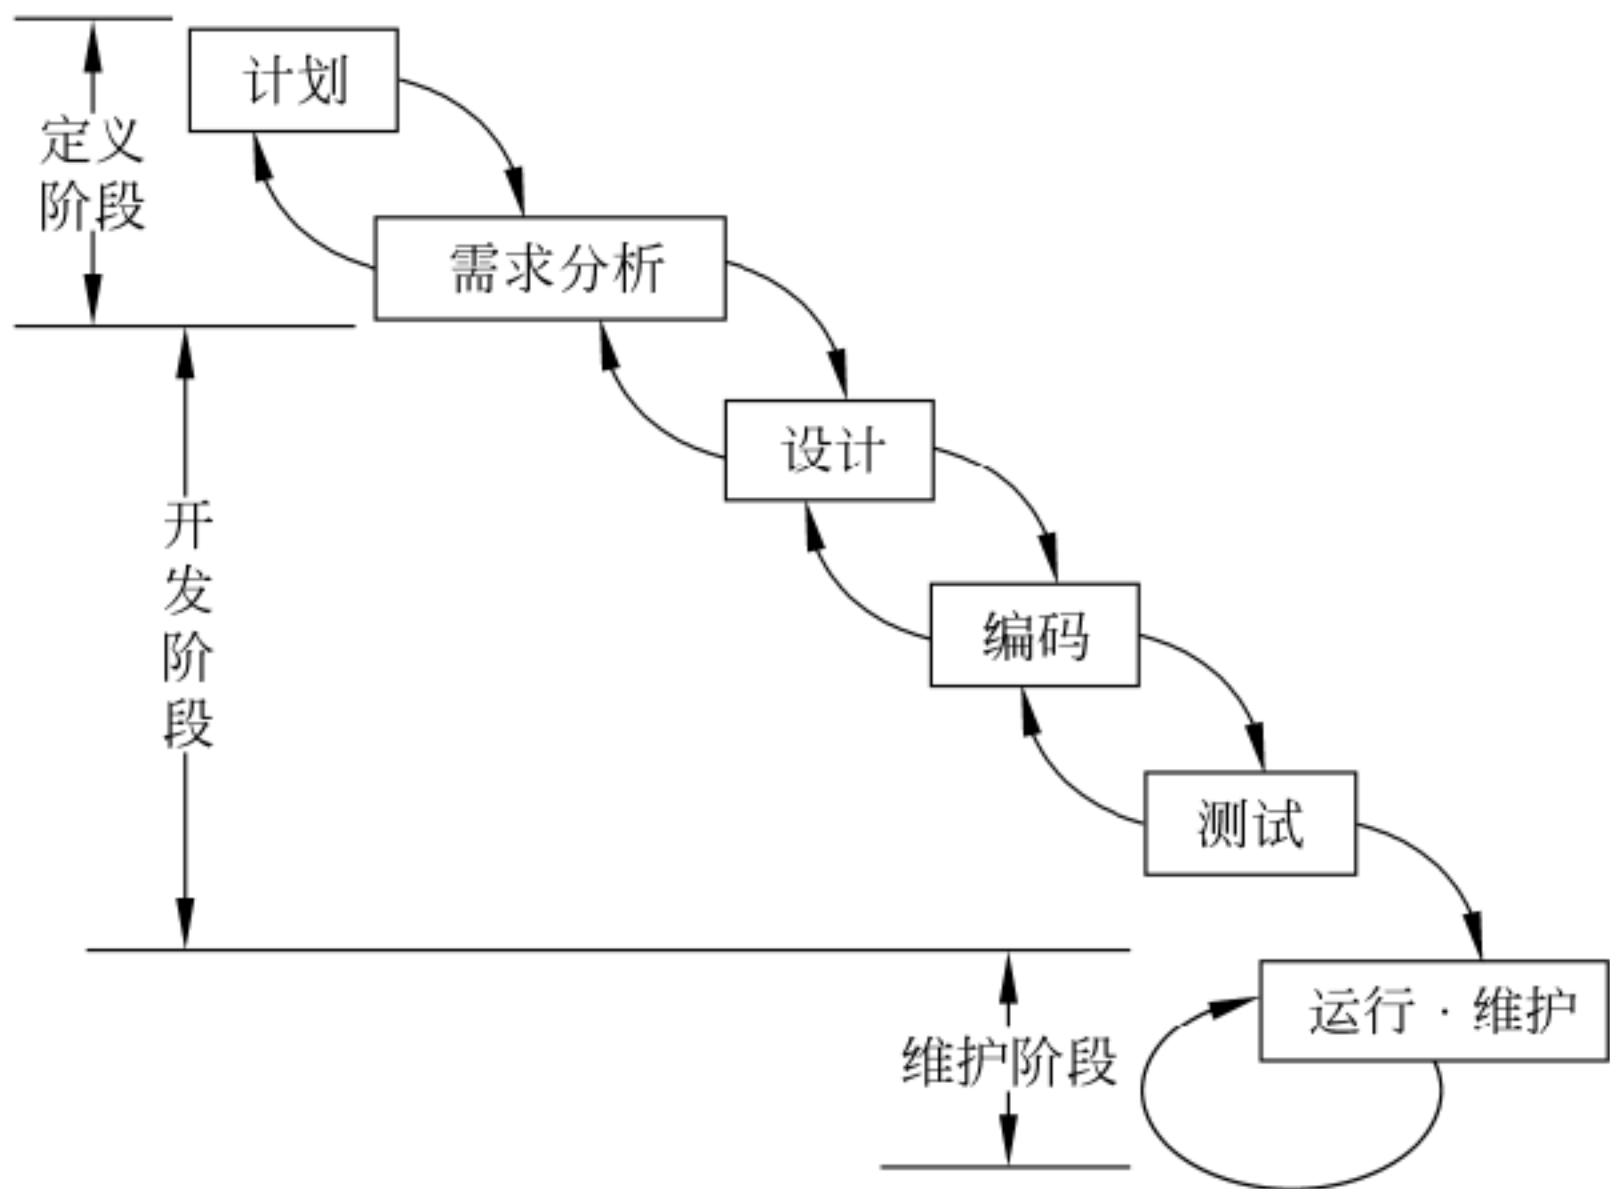 计划
定义
阶段
需求分析
设计
开
发
阶
段
编码
测试
运行·维护
维护阶段